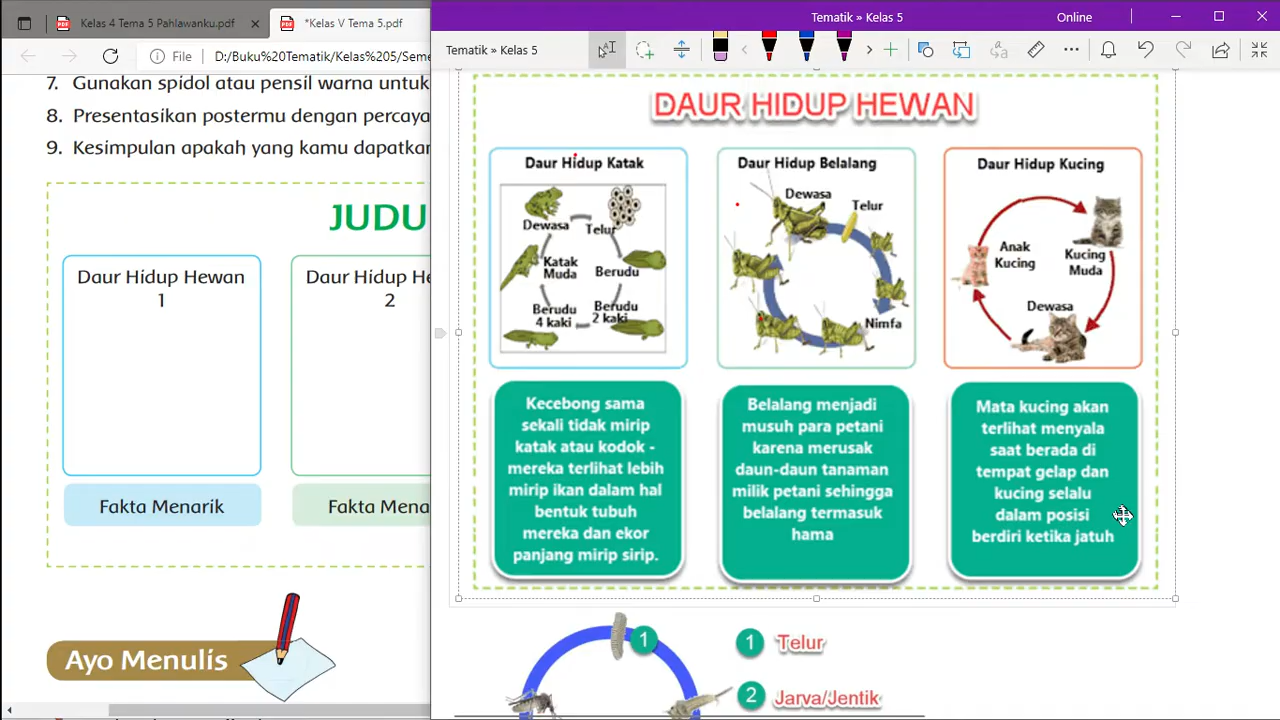 Kelas 4 Tema 5 Pahlawanku.pdf
*Kelas V Tema 5.pdf
File
D:/Buku%20Tematik/Kelas%205/Seme
7. Gunakan spidol atau pensil warna untuk
8. Presentasikan postermu dengan percaya
9. Kesimpulan apakah yang kamu dapatkan
JUDU
Daur Hidup Hewan
1
Daur Hidup He
2
Fakta Menarik
Fakta Mena
Ayo Menulis
Tematik » Kelas 5
Online
Tematik » Kelas 5
DAUR HIDUP HEWAN
Daur Hidup Katak
Dewasa
Telur
Katak
Muda
Berudu
Berudu
4 kaki
Berudu
2 kaki
Daur Hidup Belalang
Dewasa
Telur
Nimfa
Daur Hidup Kucing
Anak
Kucing
Kucing
Muda
Dewasa
Kecebong sama
sekali tidak mirip
katak atau kodok -
mereka terlihat lebih
mirip ikan dalam hal
bentuk tubuh
mereka dan ekor
panjang mirip sirip.
Belalang menjadi
musuh para petani
karena merusak
daun-daun tanaman
milik petani sehingga
belalang termasuk
hama
Mata kucing akan
terlihat menyala
saat berada di
tempat gelap dan
kucing selalu
dalam posisi
berdiri ketika jatuh
1
1 Telur
2 Jarva/Jentik